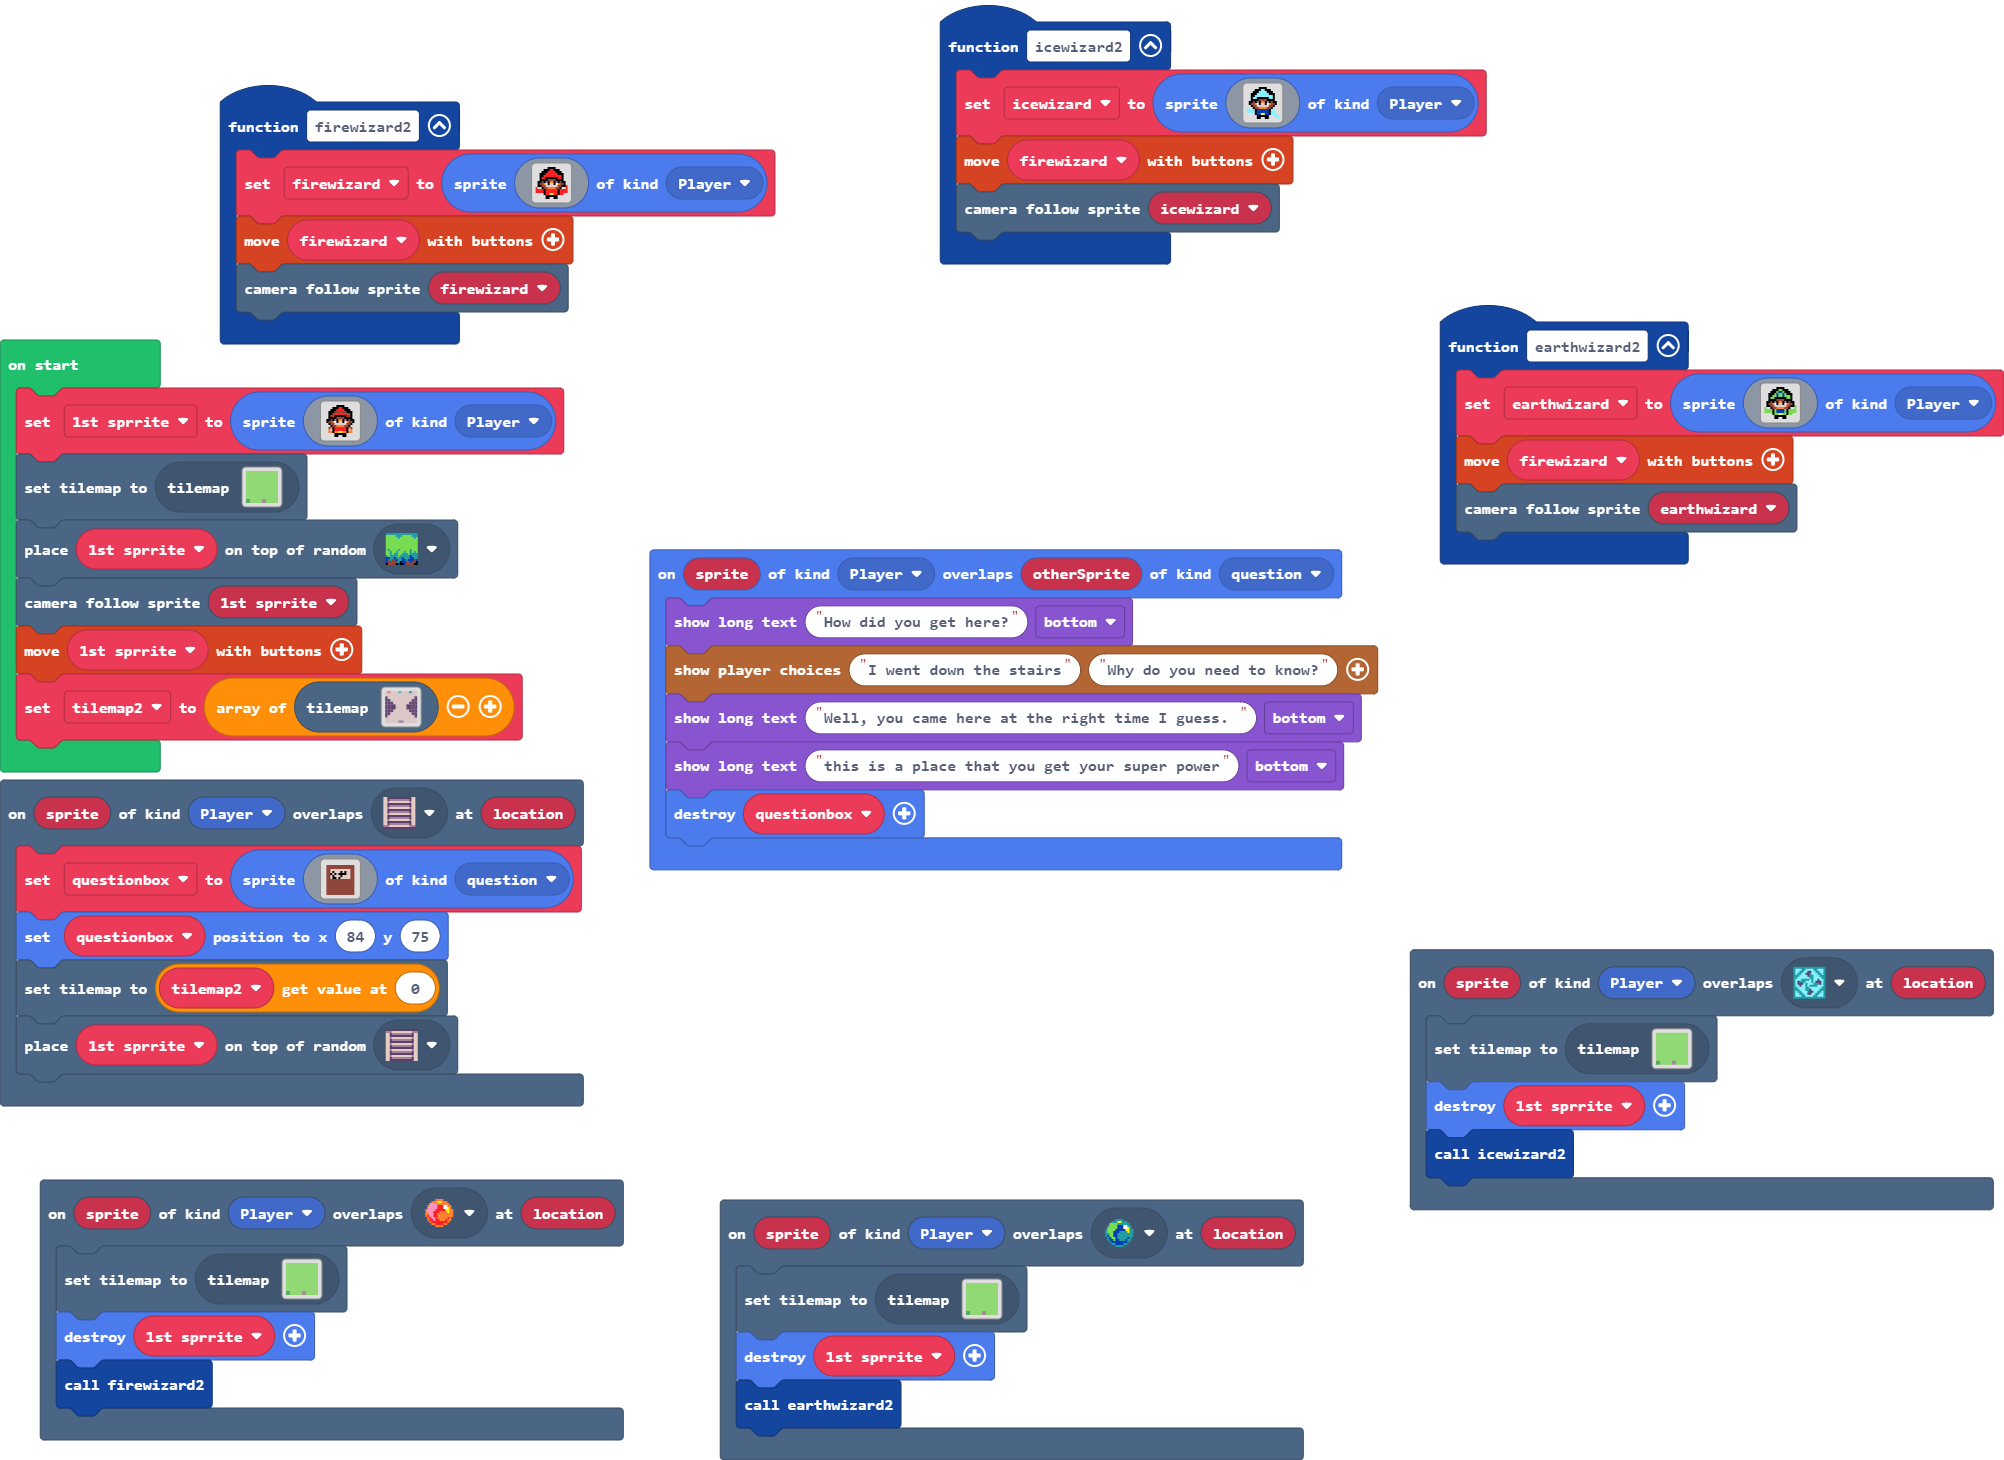 function firewizard2
set firewizard to sprite of kind Player
move firewizard with buttons
camera follow sprite firewizard
function icewizard2
set icewizard to sprite of kind Player
move firewizard with buttons
camera follow sprite icewizard
function earthwizard2
set earthwizard to sprite of kind Player
move firewizard with buttons
camera follow sprite earthwizard
on start
set 1st sprrite to sprite of kind Player
set tilemap to tilemap
place 1st sprrite on top of random
camera follow sprite 1st sprrite
move 1st sprrite with buttons
set tilemap2 to array of tilemap
on sprite of kind Player overlaps otherSprite of kind question
show long text "How did you get here?" bottom
show player choices "I went down the stairs" "Why do you need to know?"
show long text "Well, you came here at the right time I guess. " bottom
show long text "this is a place that you get your super power" bottom
destroy questionbox
on sprite of kind Player overlaps at location
set questionbox to sprite of kind question
set questionbox position to x 84 y 75
set tilemap to tilemap2 get value at 0
place 1st sprrite on top of random
on sprite of kind Player overlaps at location
set tilemap to tilemap
destroy 1st sprrite
call icewizard2
on sprite of kind Player overlaps at location
set tilemap to tilemap
destroy 1st sprrite
call firewizard2
on sprite of kind Player overlaps at location
set tilemap to tilemap
destroy 1st sprrite
call earthwizard2